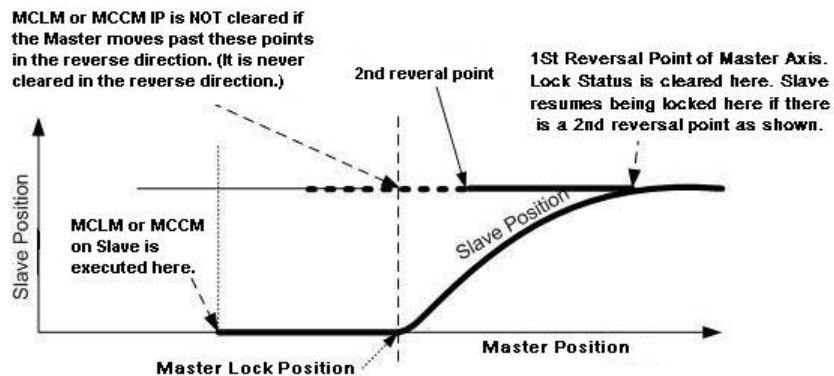 MCLM or MCCM IP is NOT cleared if
the Master moves past these points
in the reverse direction. (It is never
cleared in the reverse direction.)
2nd reveral point
1St Reversal Point of Master Axis.
Lock Status is cleared here. Slave
resumes being locked here if there
is a 2nd reversal point as shown.
Slave Position
MCLM or MCCM
on Slave is
executed here.
Slave Position
Master Lock Position
Master Position